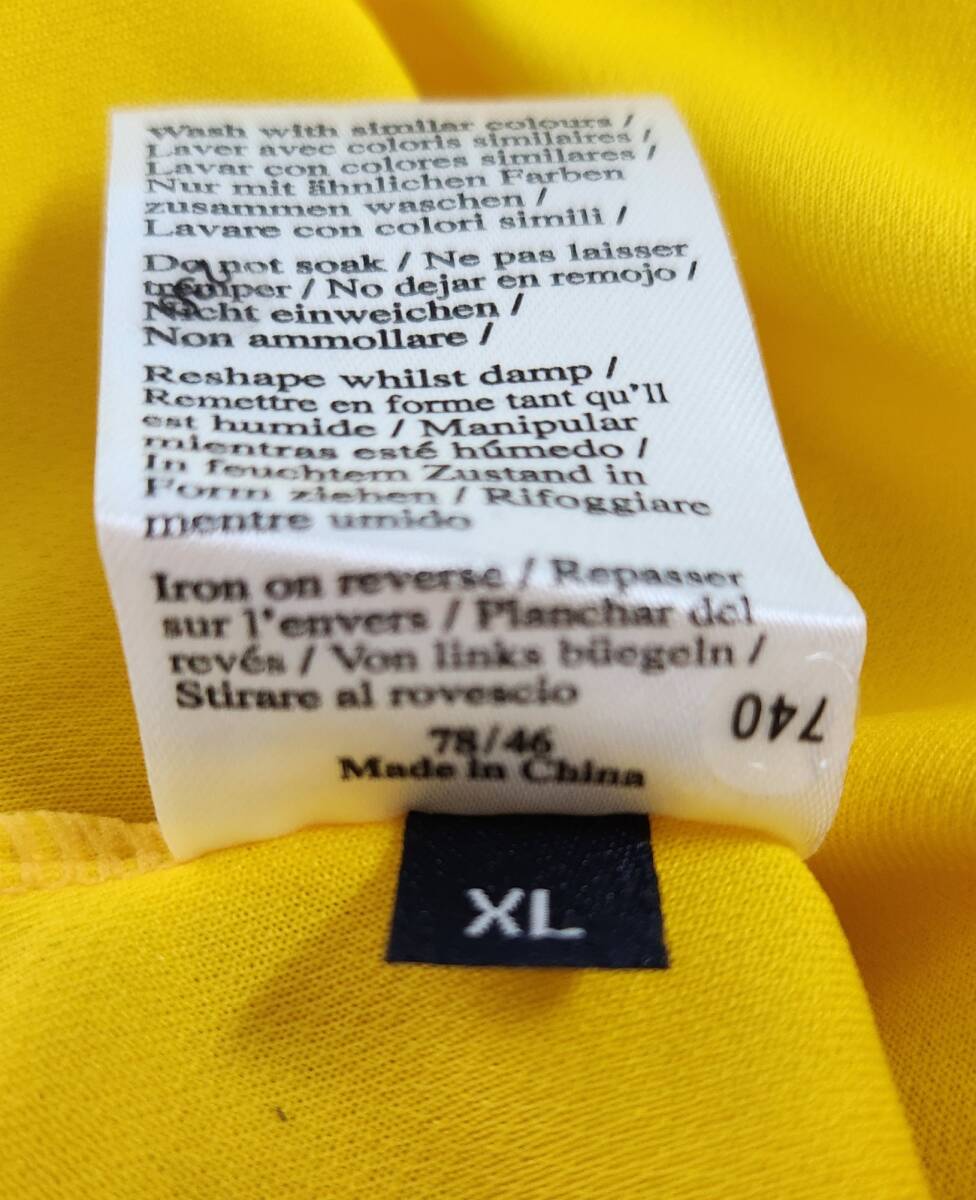 Wash with similar colours /
Laver avec coloris similaires /
Lavar con colores similares /
Nur mit ähnlichen Farben
zusammen waschen /
Lavare con colori simili /
Do not soak / Ne pas laisser
tremper / No dejar en remojo /
Nicht einweichen /
Non ammollare /
Reshape whilst damp /
Remettre en forme tant qu'll
est humide / Manipular
mientras esté húmedo /
In feuchtem Zustand in
Form ziehen / Rifoggiare
mentre umido
Iron on reverse / Repasser
sur l'envers / Planchar del
revés / Von links büegeln /
Stirare al rovescio
740
78/46
Made in China
XL